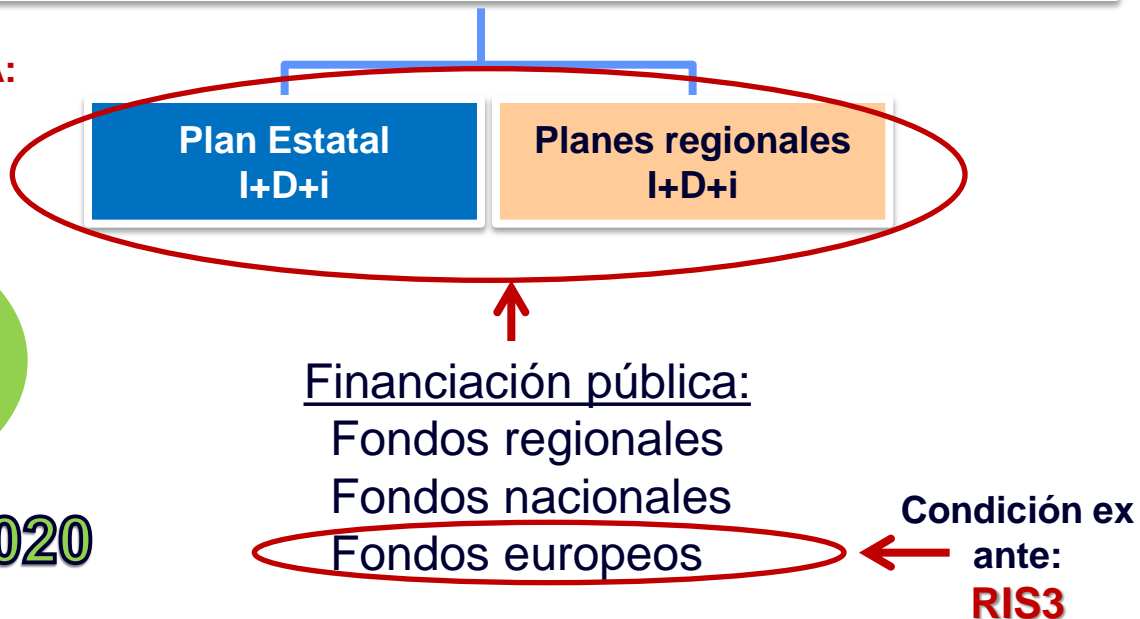 A:
Plan Estatal
I+D+i
Planes regionales
I+D+i
Financiación pública:
Fondos regionales
Fondos nacionales
Fondos europeos
020
Condición ex
ante:
RIS3